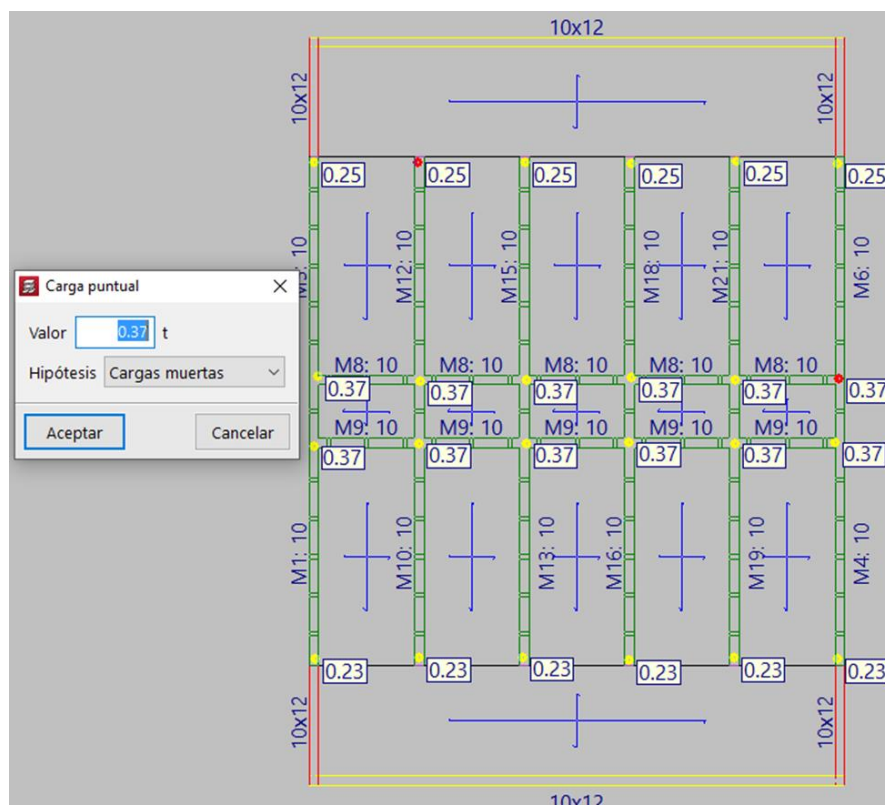 10x12
10x12
10x12
0.25 0.25 0.25 0.25 0.25 0.25
M12: 10 M15: 10 M18: 10 M21: 10 M6: 10
Carga puntual
Valor 0.37 t
Hipótesis Cargas muertas
Aceptar Cancelar
M8: 10 M8: 10 M8: 10 M8: 10 M8: 10
0.37 0.37 0.37 0.37 0.37 0.37
M9: 10 M9: 10 M9: 10 M9: 10 M9: 10
0.37 0.37 0.37 0.37 0.37 0.37
M1: 10 M10: 10 M13: 10 M16: 10 M19: 10 M4: 10
0.23 0.23 0.23 0.23 0.23 0.23
10x12
10x12
10x12